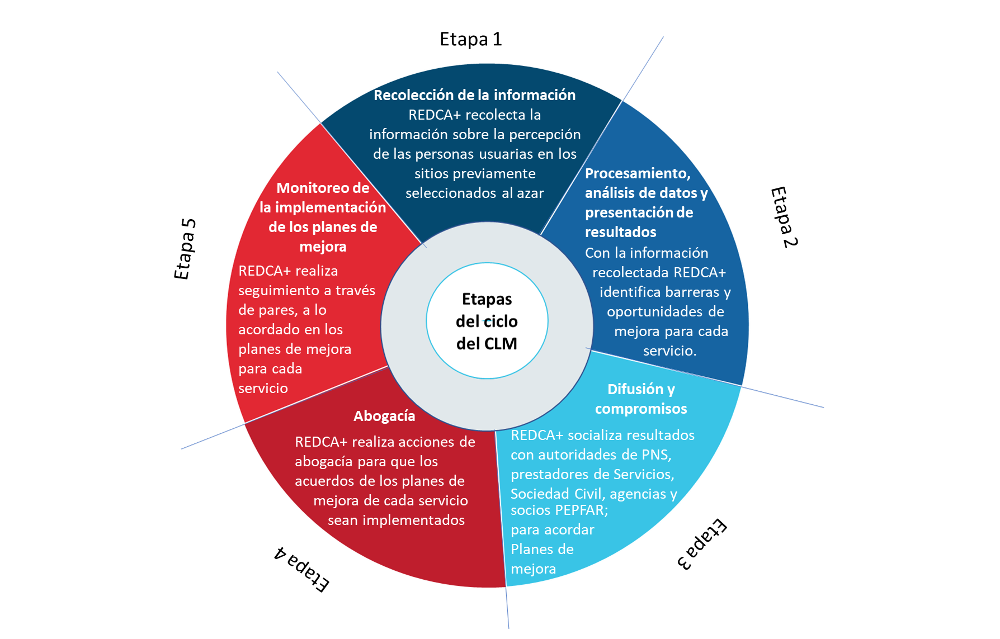 Etapa 1
Recolección de la información
REDCA+ recolecta la
información sobre la percepción
de las personas usuarias en los
sitios previamente
seleccionados al azar
Etapa 2
Procesamiento,
análisis de datos y
presentación de
resultados
Con la información
recolectada REDCA+
identifica barreras y
oportunidades de
mejora para cada
servicio.
Etapa 3
Difusión y
compromisos
REDCA+ socializa resultados
con autoridades de PNS,
prestadores de Servicios,
Sociedad Civil, agencias y
socios PEPFAR;
para acordar
Planes de
mejora
Etapa 4
Abogacía
REDCA+ realiza acciones de
abogacía para que los
acuerdos de los planes de
mejora de cada servicio
sean implementados
Etapa 5
Monitoreo de
la implementación
de los planes de
mejora
REDCA+ realiza
seguimiento a través
de pares, a lo
acordado en los
planes de mejora
para cada
servicio
Etapas
del ciclo
del CLM